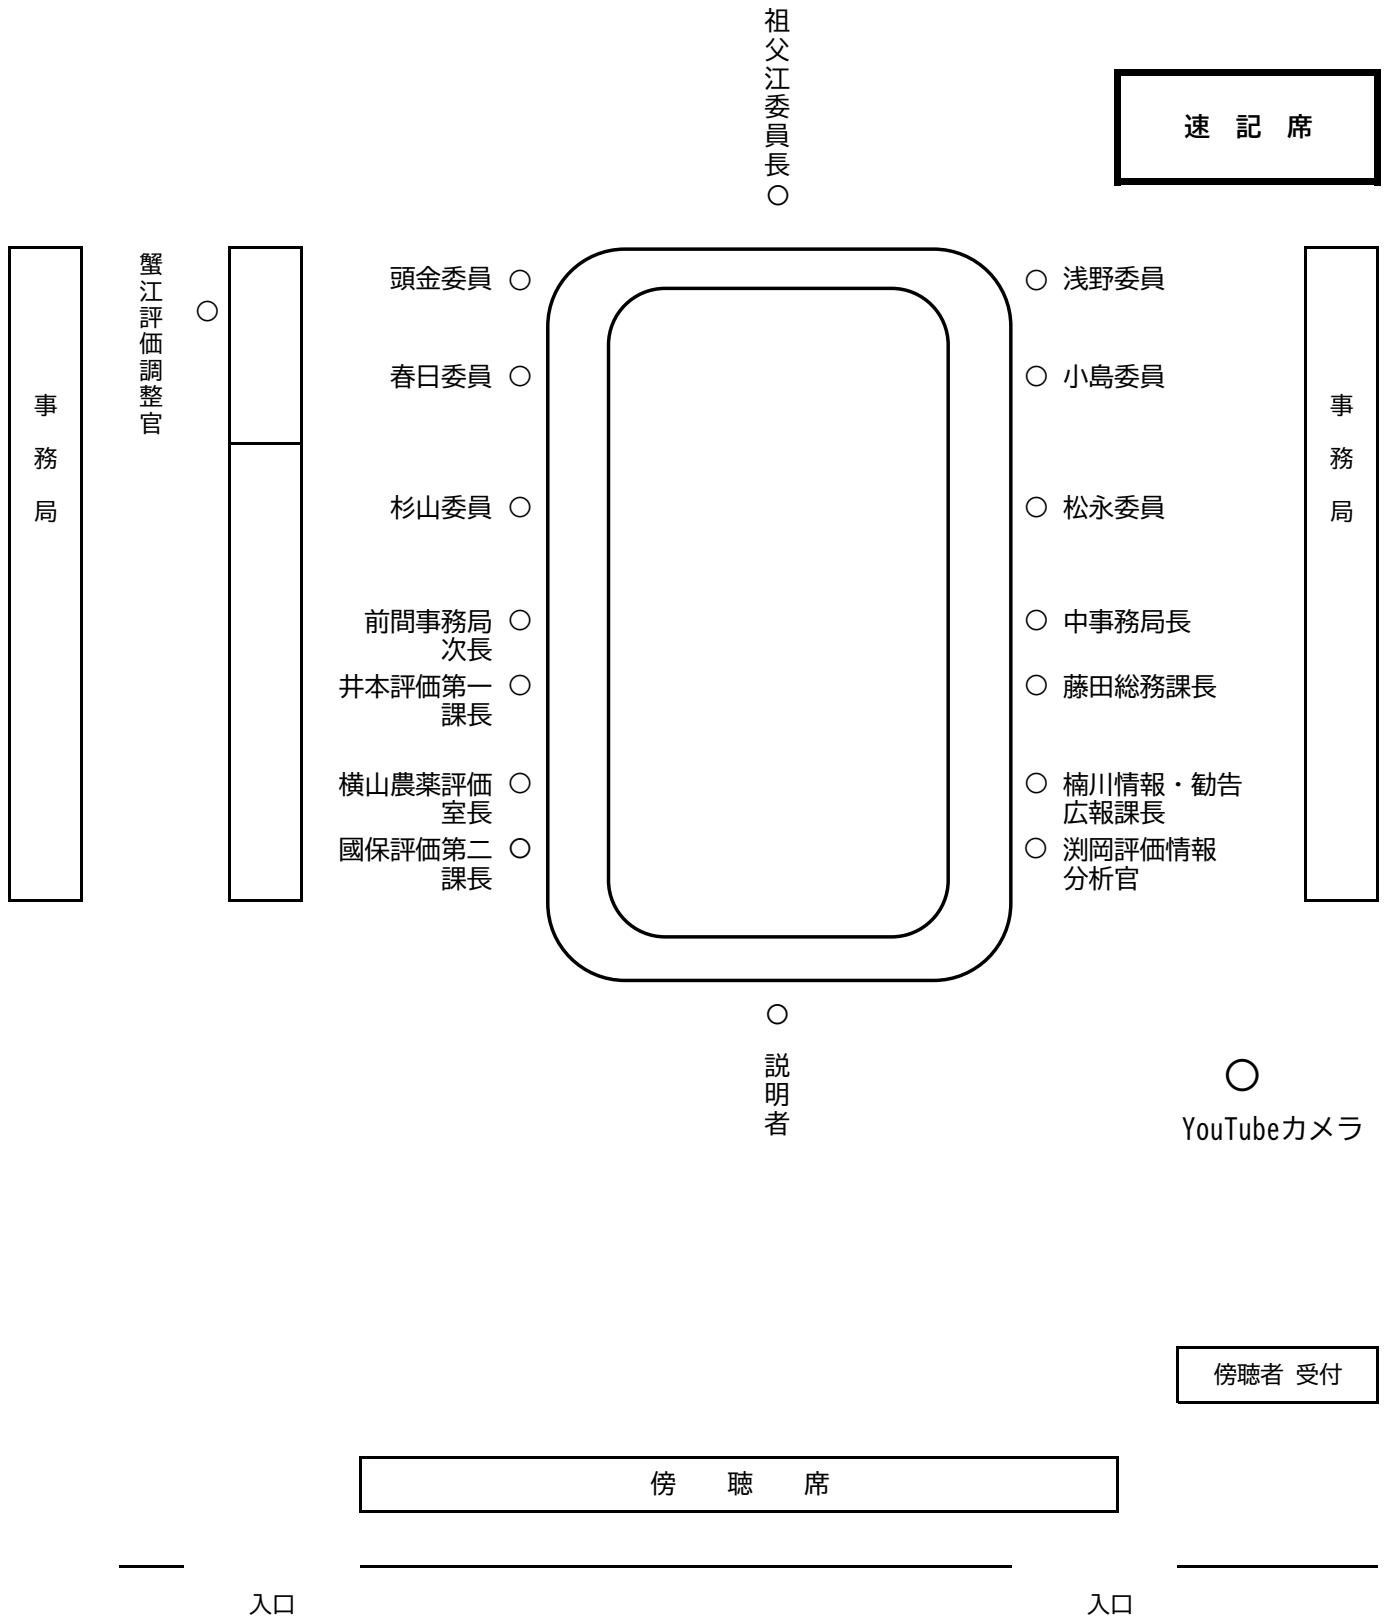 祖父江委員長
速 記 席
事務局
蟹江評価調整官
頭金委員
浅野委員
事務局
春日委員
小島委員
杉山委員
松永委員
前間事務局
次長
中事務局長
井本評価第一
課長
藤田総務課長
横山農薬評価
室長
楠川情報・勧告
広報課長
國保評価第二
課長
渕岡評価情報
分析官
説明者
YouTubeカメラ
傍聴者 受付
傍 聴 席
入口
入口